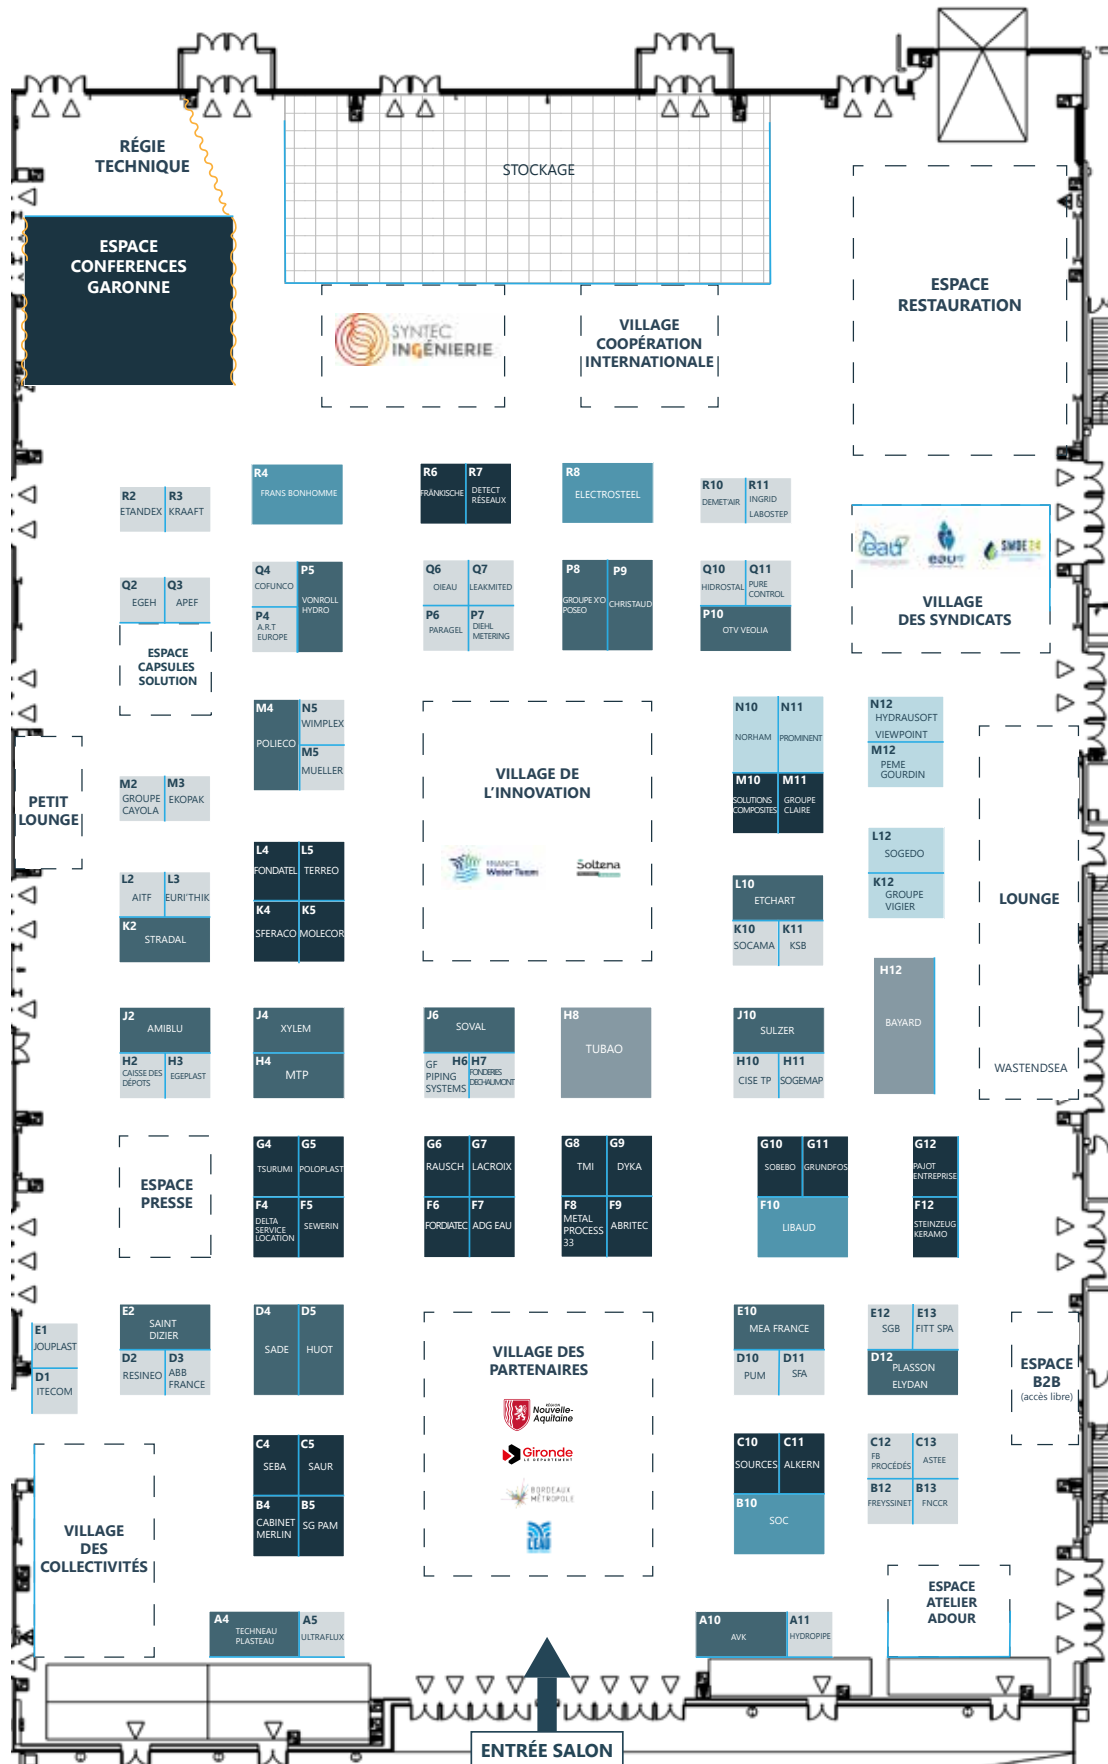 RÉGIE
TECHNIQUE
STOCKAGE
ESPACE
CONFERENCES
GARONNE
ESPACE
RESTAURATION
SYNTEC
INGÉNIERIE
VILLAGE
COOPÉRATION
INTERNATIONALE
R4
FRANS BONHOMME
R6
FRÄNKISCHE
R7
DETECT
RÉSEAUX
R8
ELECTROSTEEL
R2
ETANDEX
R3
KRAAFT
R10
DEMET'AIR
R11
INGRID
LABOSTEP
eau
eau
SMDE 24
VILLAGE
DES SYNDICATS
Q2
EGEH
Q3
APEF
Q4
COFUNCO
P4
A.R.T
EUROPE
P5
VONROLL
HYDRO
Q6
OIEAU
Q7
LEAKMITED
P6
PARAGEL
P7
DIEHL
METERING
P8
GROUPE X'O
POSEO
P9
CHRISTAUD
Q10
HIDROSTAL
Q11
PURE
CONTROL
P10
OTV VEOLIA
ESPACE
CAPSULES
SOLUTION
M4
POLIECO
N5
WIMPLEX
M5
MUELLER
VILLAGE DE
L'INNOVATION
FRANCE
Water Team
Soltena
N10
NORHAM
N11
PROMINENT
M10
SOLUTIONS
COMPOSITES
M11
GROUPE
CLAIRE
N12
HYDRAUSOFT
VIEWPOINT
M12
PEME
GOURDIN
PETIT
LOUNGE
M2
GROUPE
CAYOLA
M3
EKOPAK
L4
FONDATEL
L5
TERREO
K4
SFERACO
K5
MOLECOR
L12
SOGEDO
K12
GROUPE
VIGIER
LOUNGE
WASTENDSEA
L2
AITF
L3
EURI'THIK
K2
STRADAL
L10
ETCHART
K10
SOCAMA
K11
KSB
H12
BAYARD
J2
AMIBLU
H2
CAISSE DES
DÉPOTS
H3
EGEPLAST
J4
XYLEM
H4
MTP
J6
SOVAL
H6
GF
PIPING
SYSTEMS
H7
FONDERIES
DECHAUMONT
H8
TUBAO
J10
SULZER
H10
CISE TP
H11
SOGEMAP
ESPACE
PRESSE
G4
TSURUMI
G5
POLOPLAST
F4
DELTA
SERVICE
LOCATION
F5
SEWERIN
G6
RAUSCH
G7
LACROIX
F6
FORDIATEC
F7
ADG EAU
G8
TMI
G9
DYKA
F8
METAL
PROCESS
33
F9
ABRITEC
G10
SOBEBO
G11
GRUNDFOS
F10
LIBAUD
G12
PAJOT
ENTREPRISE
F12
STEINZEUG
KERAMO
E1
JOUPLAST
D1
ITECOM
E2
SAINT
DIZIER
D2
RESINEO
D3
ABB
FRANCE
D4
SADE
D5
HUOT
VILLAGE DES
PARTENAIRES
RÉGION
Nouvelle-
Aquitaine
Gironde
LE DÉPARTEMENT
BORDEAUX
MÉTROPOLE
L'EAU
E10
MEA FRANCE
D10
PUM
D11
SFA
E12
SGB
E13
FITT SPA
D12
PLASSON
ELYDAN
ESPACE
B2B
(accès libre)
VILLAGE
DES
COLLECTIVITÉS
C4
SEBA
C5
SAUR
B4
CABINET
MERLIN
B5
SG PAM
C10
SOURCES
C11
ALKERN
B10
SOC
C12
FB
PROCÉDÉS
C13
ASTEE
B12
FREYSSINET
B13
FNCCR
ESPACE
ATELIER
ADOUR
A4
TECHNEAU
PLASTEAU
A5
ULTRAFLUX
A10
AVK
A11
HYDROPIPE
ENTRÉE SALON